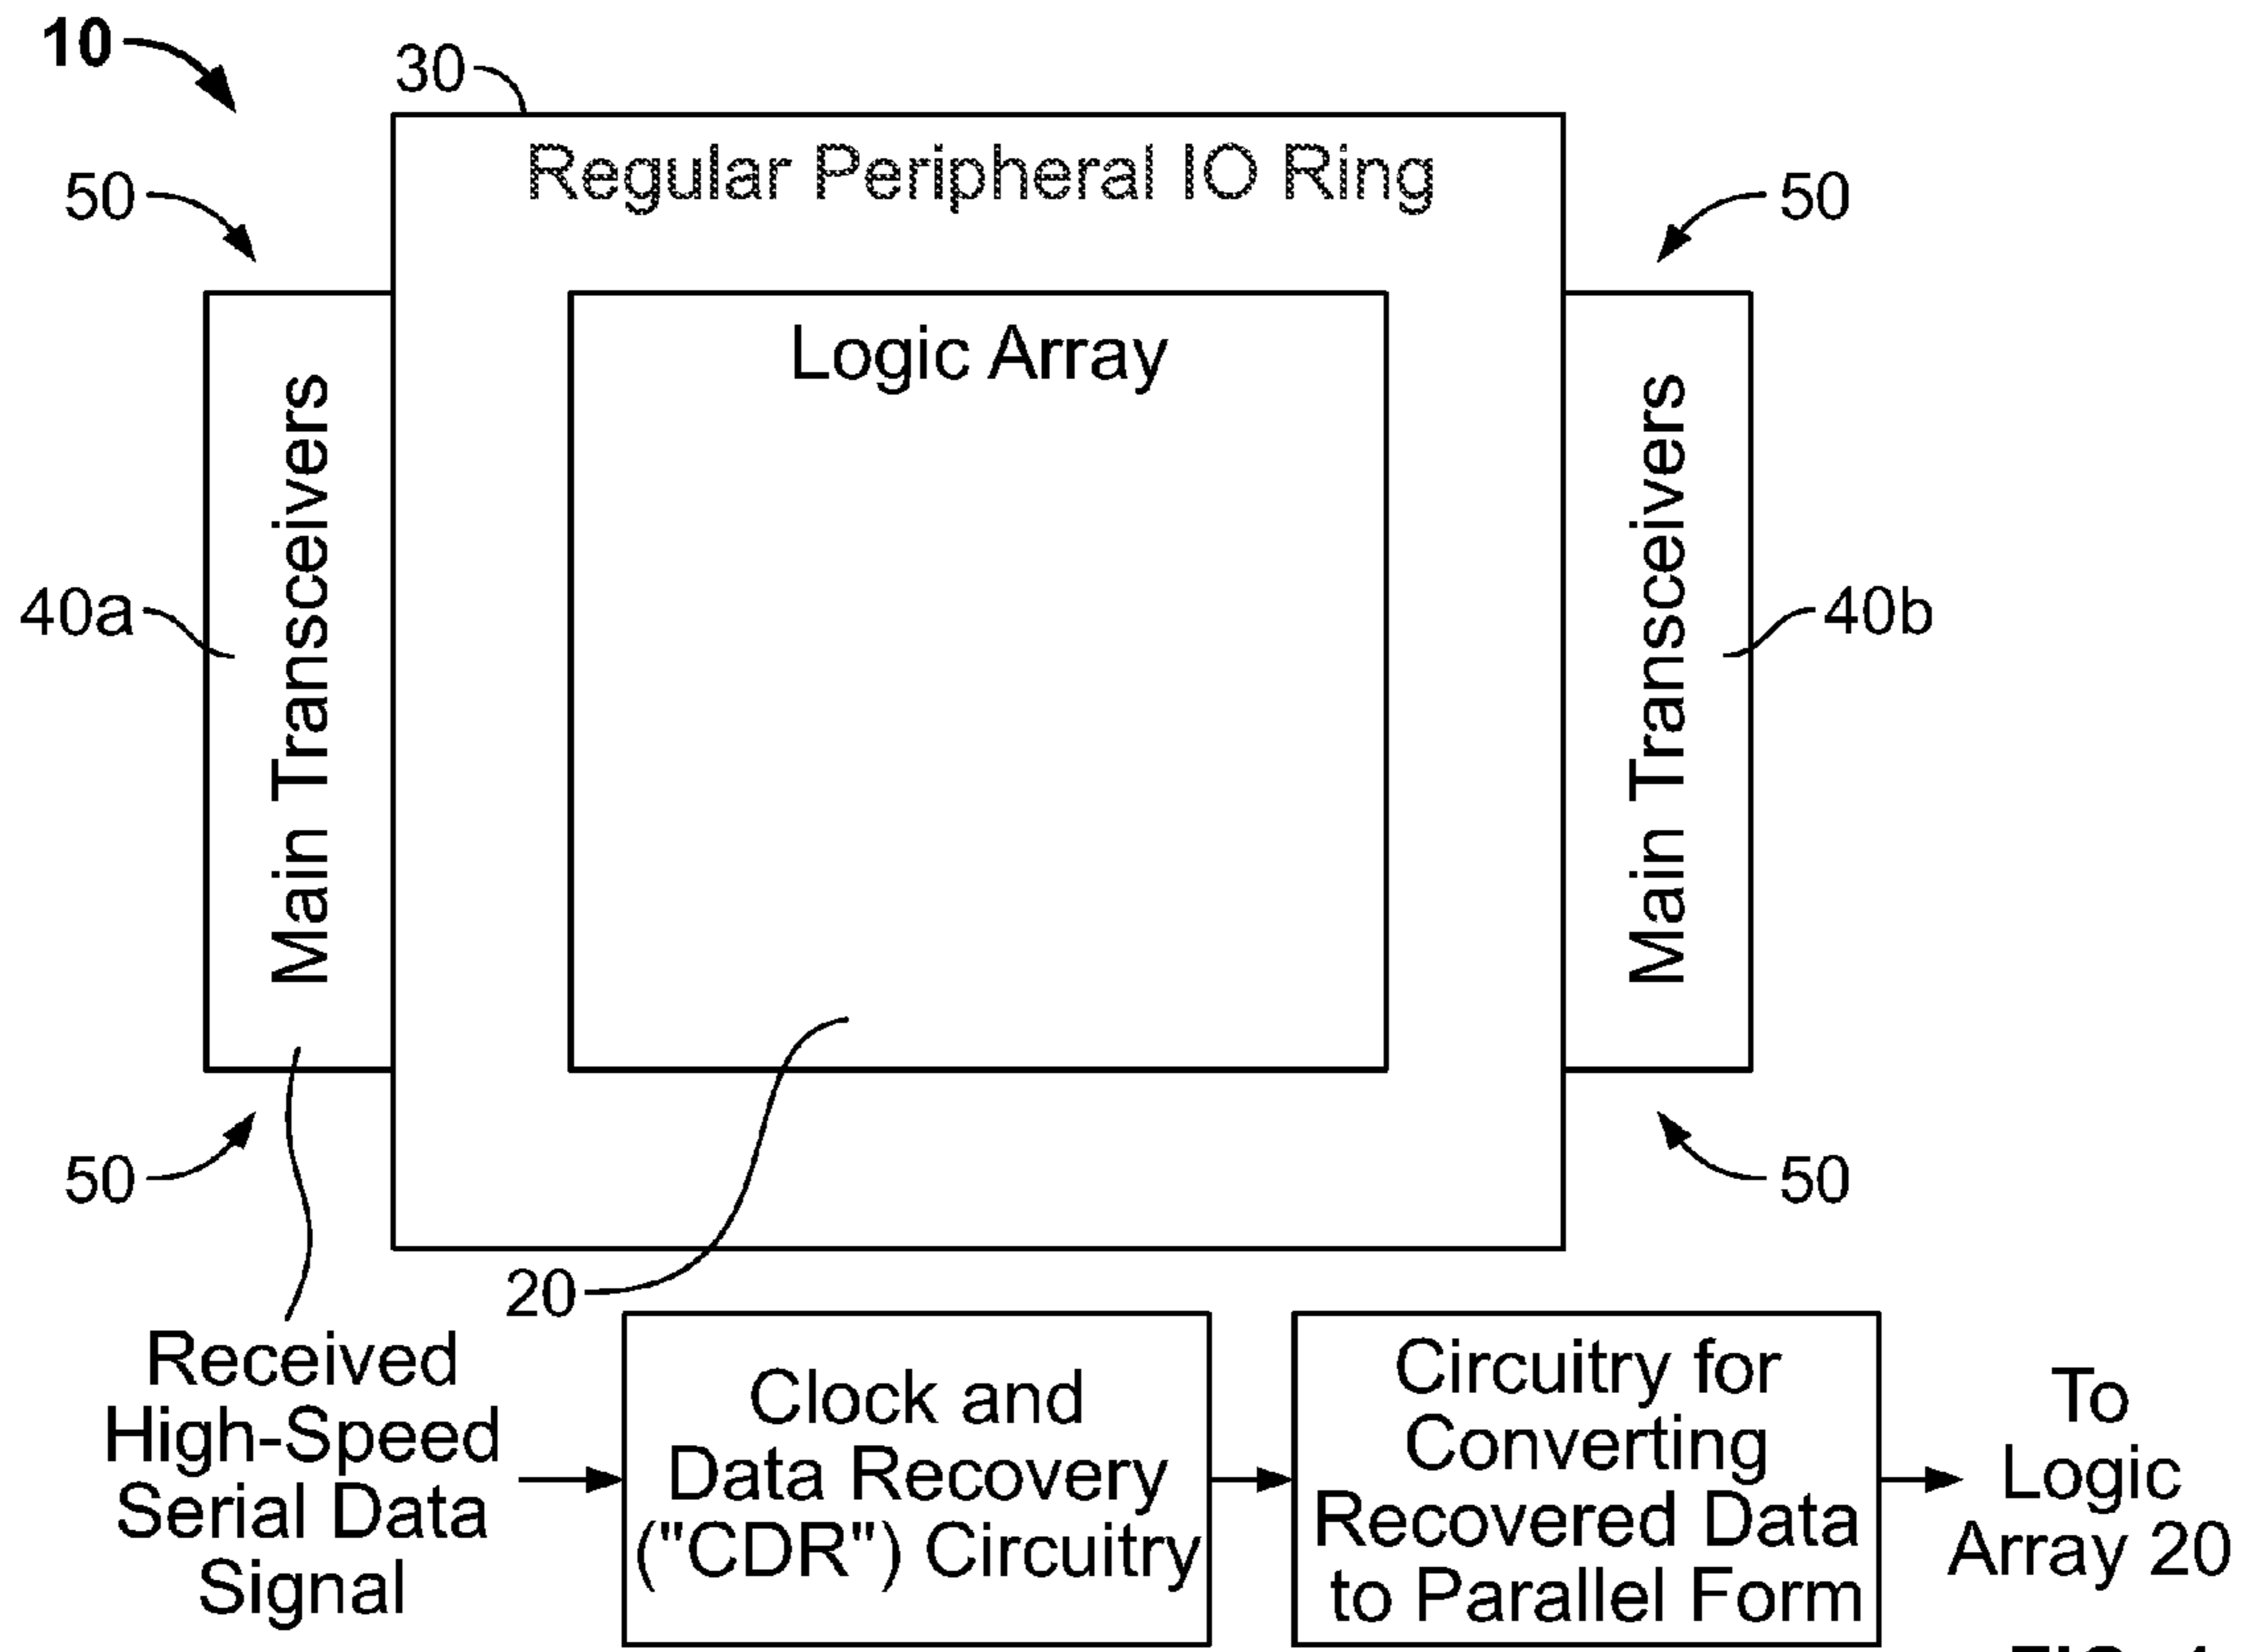 10
30
Regular Peripheral IO Ring
50
50
Logic Array
Main Transceivers
Main Transceivers
40a
40b
50
50
20
Received
High-Speed
Serial Data
Signal
Clock and
Data Recovery
("CDR") Circuitry
Circuitry for
Converting
Recovered Data
to Parallel Form
To
Logic
Array 20